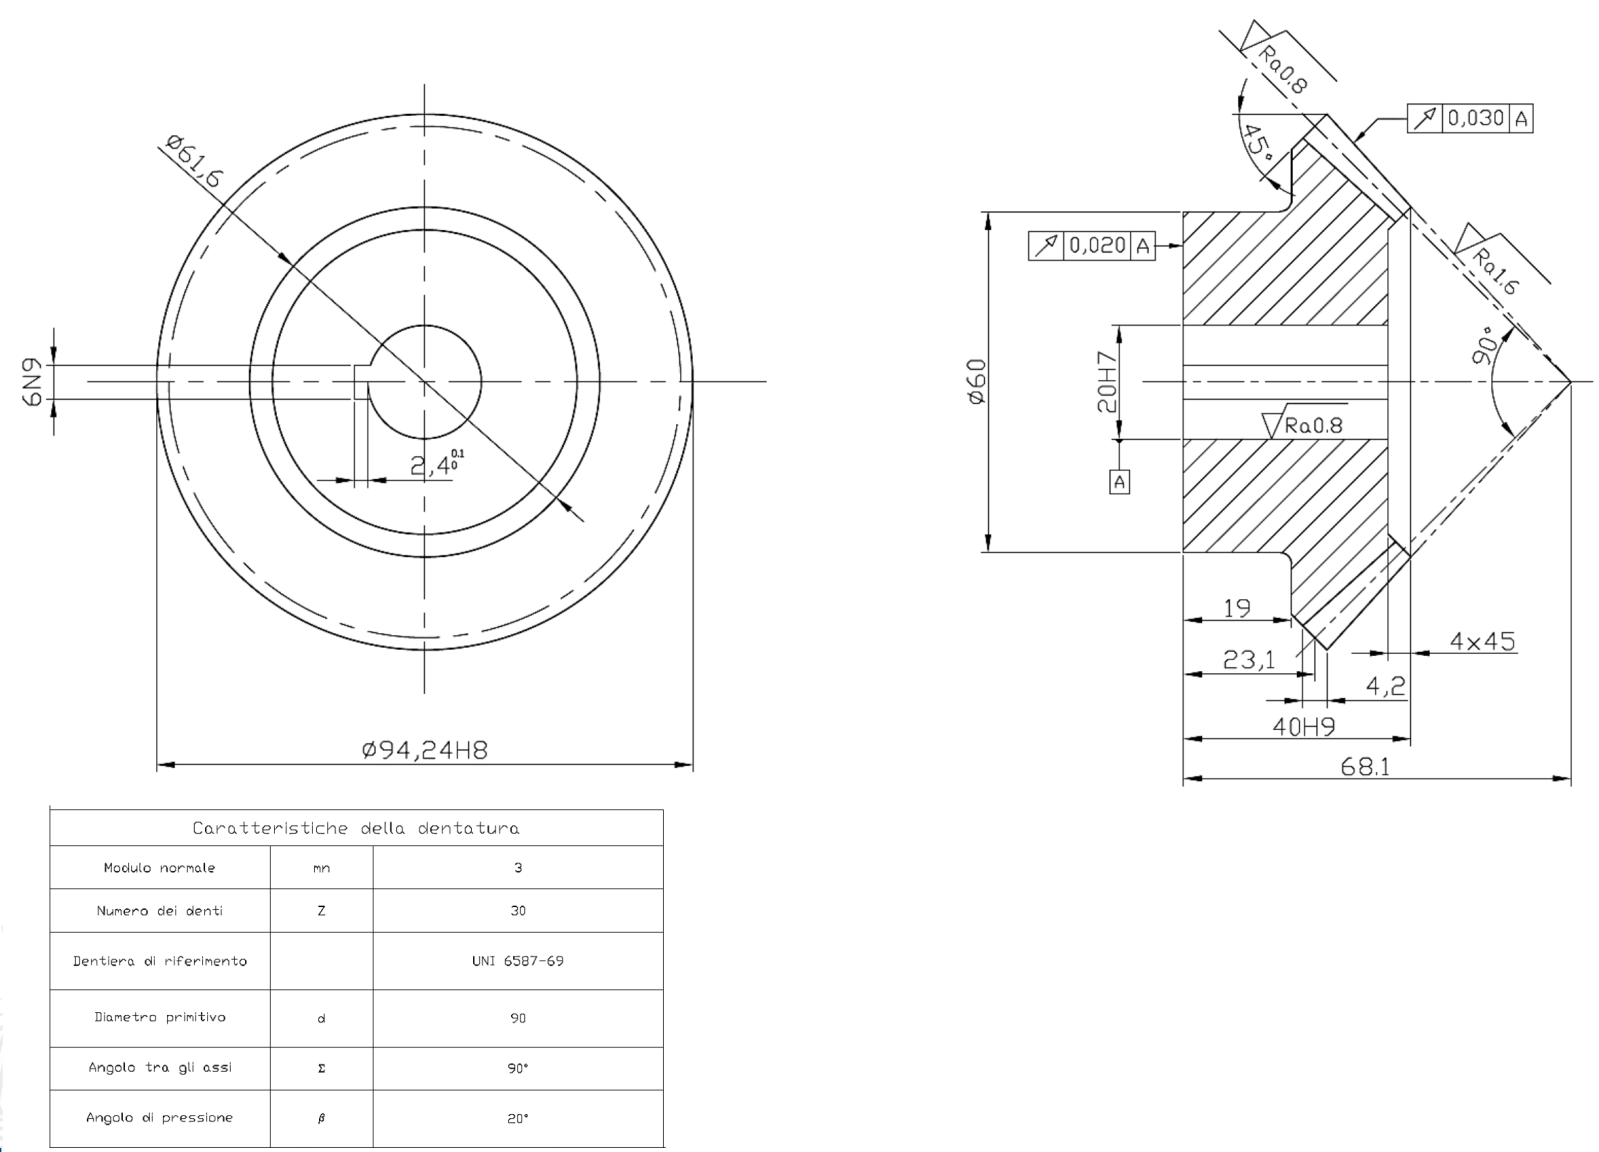 Ra0.8
0,030 A
45°
Ø61,6
Ra1.6
0,020 A
90°
6N9
Ø60
20H7
Ra0.8
2,4 0.1 0
A
19
4x45
23,1
4,2
40H9
Ø94,24H8
68.1
Caratteristiche della dentatura
Modulo normale mn 3
Numero dei denti Z 30
Dentiera di riferimento UNI 6587-69
Diametro primitivo d 90
Angolo tra gli assi Σ 90°
Angolo di pressione β 20°